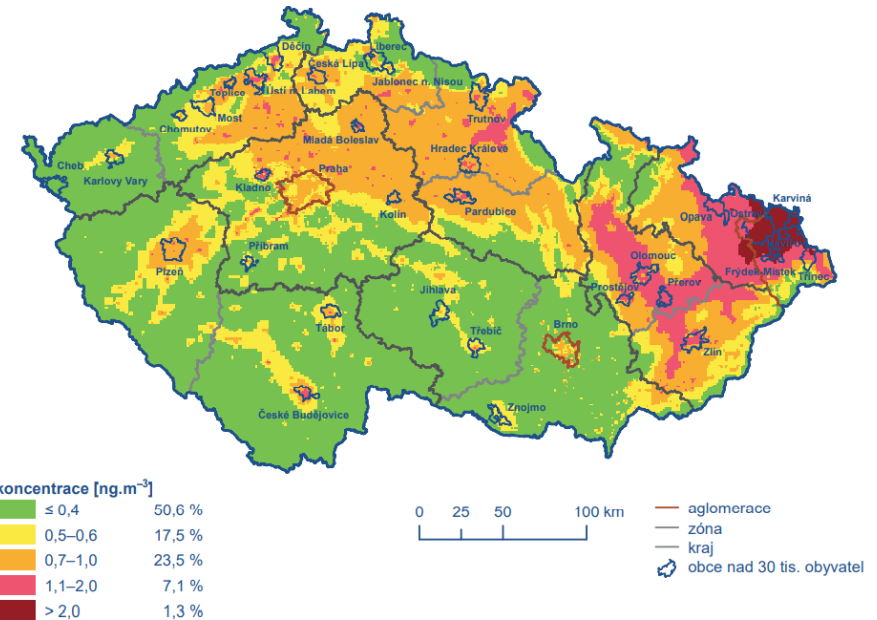 Děčín
Liberec
Česká Lípa
Teplice
Ústí n. Labem
Jablonec n. Nisou
Most
Trutnov
Chomutov
Mladá Boleslav
Hradec Králové
Cheb
Praha
Karlovy Vary
Kladno
Kolín
Pardubice
Karviná
Opava
Ostrava
Plzeň
Příbram
Olomouc
Frýdek-Místek
Třinec
Jihlava
Prostějov
Přerov
Tábor
Třebíč
Brno
Zlín
České Budějovice
Znojmo
koncentrace [ng.m⁻³]
≤ 0,4 50,6 %
0,5–0,6 17,5 %
0,7–1,0 23,5 %
1,1–2,0 7,1 %
> 2,0 1,3 %
0 25 50 100 km
aglomerace
zóna
kraj
obce nad 30 tis. obyvatel